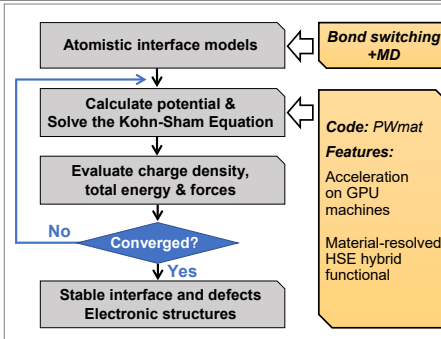 Atomistic interface models
Bond switching
+MD
Calculate potential &
Solve the Kohn-Sham Equation
Code: PWmat
Features:
Acceleration
on GPU
machines
Material-resolved
HSE hybrid
functional
Evaluate charge density,
total energy & forces
No
Converged?
Yes
Stable interface and defects
Electronic structures